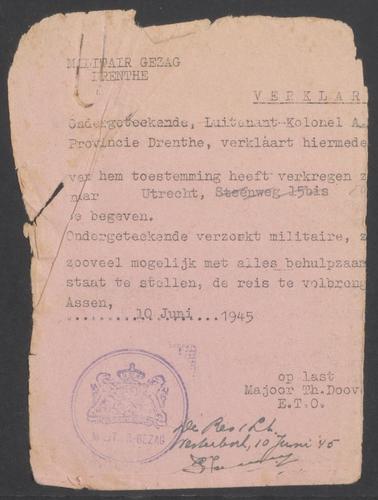 MILITAIR GEZAG
DRENTHE
VERKLAR
Ondergeteekende, Luitenant-Kolonel A.
Provincie Drenthe, verklaart hiermede
van hem toestemming heeft verkregen z
naar Utrecht, Steenweg 15bis
te begeven.
Ondergeteekende verzoekt militaire, z
zooveel mogelijk met alles behulpzaam
staat te stellen, de reis te volbreng
Assen,
10 Juni 1945
op last
Majoor Th.Doove
E.T.O.
MILITAIR GEZAG
Westerbork, 10 Juni '45